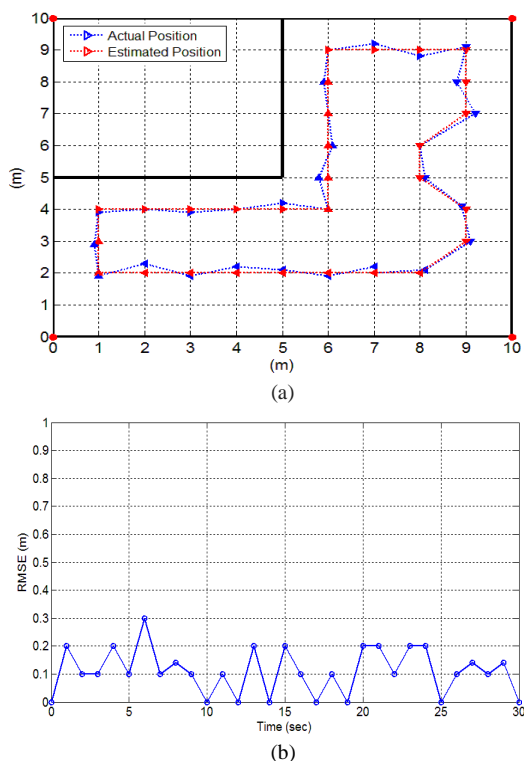 10
9
8
7
6
5
4
3
2
1
0
(m)
Actual Position
Estimated Position
0 1 2 3 4 5 6 7 8 9 10
(m)
(a)
1
0.9
0.8
0.7
0.6
0.5
0.4
0.3
0.2
0.1
0
RMSE (m)
0 5 10 15 20 25 30
Time (sec)
(b)